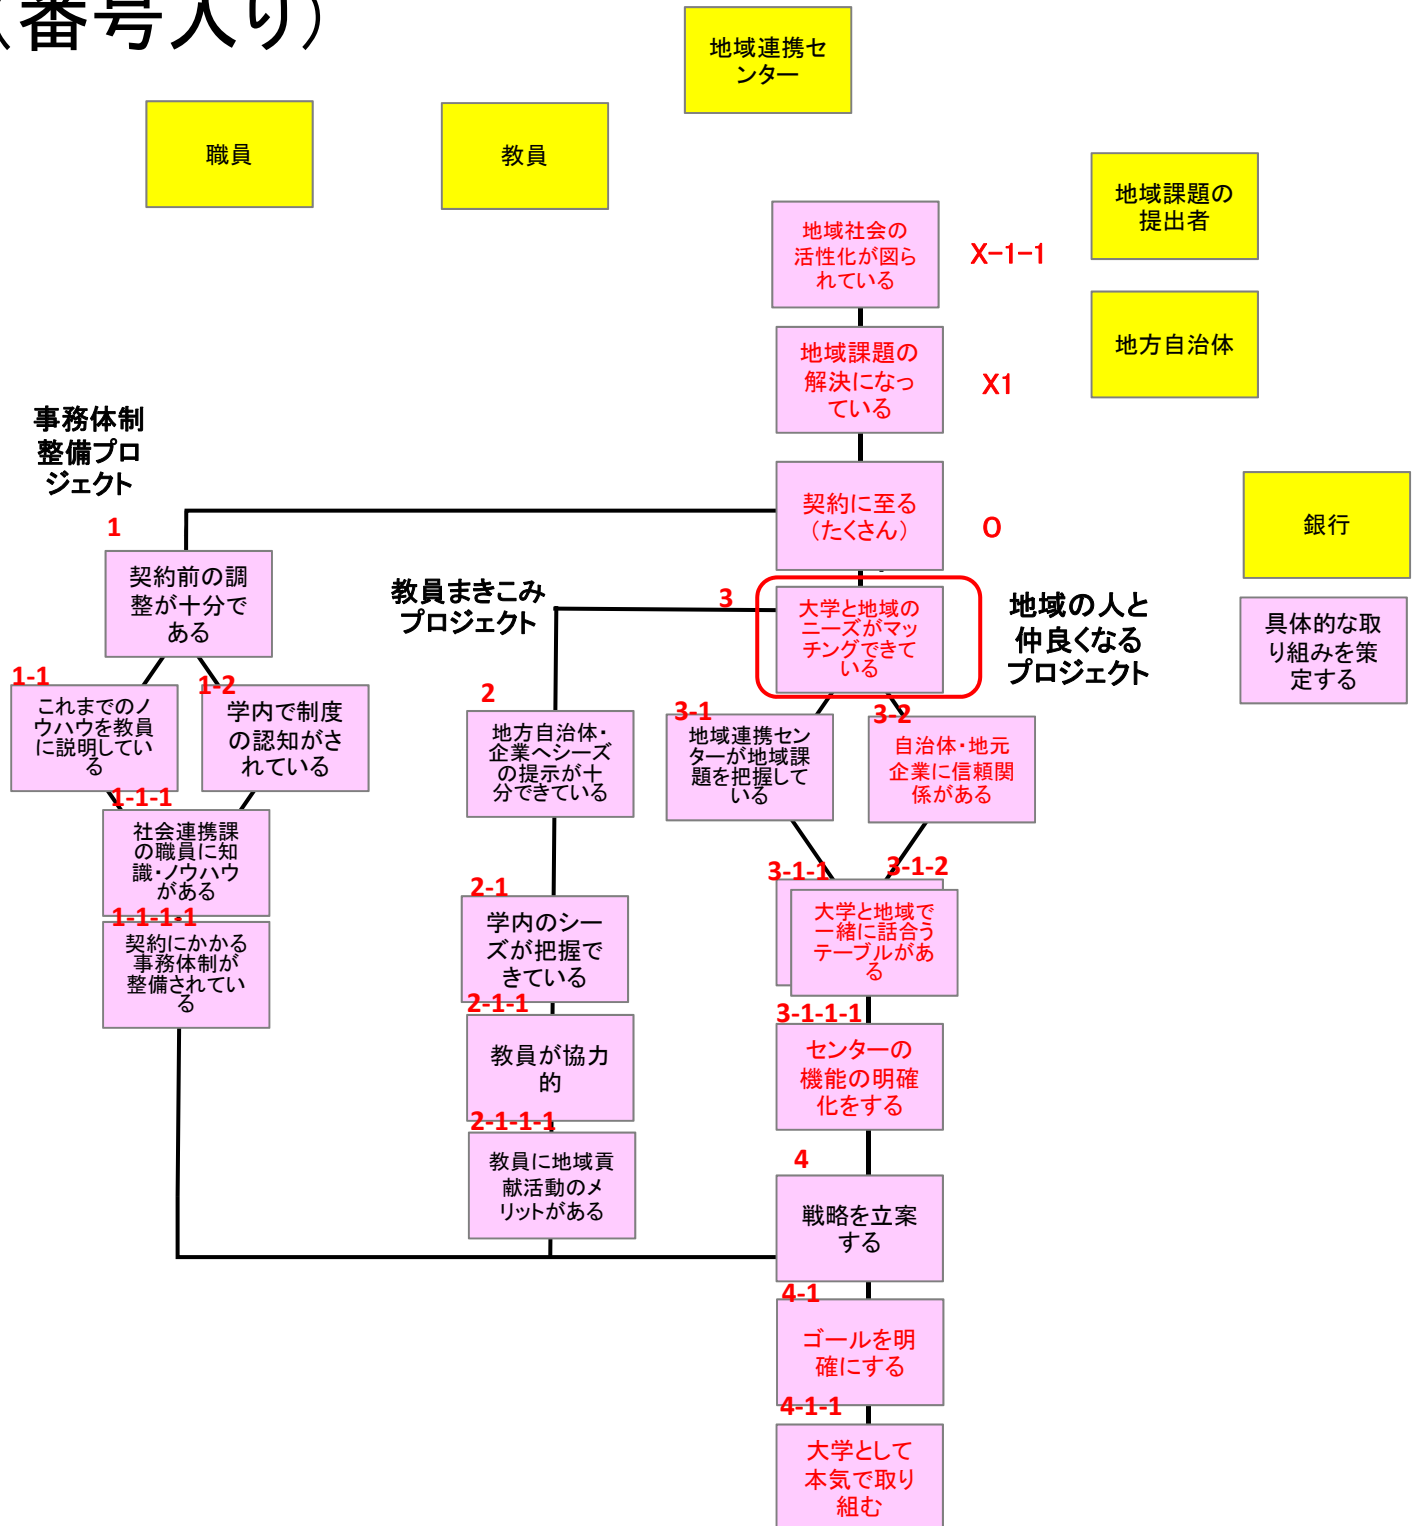 （番号入り）
地域連携セ
ンター
職員
教員
地域課題の
提出者
地域社会の
活性化が図ら
れている
X-1-1
地方自治体
地域課題の
解決になっ
ている
X1
事務体制
整備プロ
ジェクト
契約に至る
（たくさん）
0
銀行
1
契約前の調
整が十分で
ある
教員まきこみ
プロジェクト
3
大学と地域の
ニーズがマッ
チングできて
いる
地域の人と
仲良くなる
プロジェクト
具体的な取
り組みを策
定する
1-1
これまでのノ
ウハウを教員
に説明してい
る
1-2
学内で制度
の認知がさ
れている
2
地方自治体・
企業へシーズ
の提示が十
分できている
3-1
地域連携セン
ターが地域課
題を把握して
いる
3-2
自治体・地元
企業に信頼関
係がある
1-1-1
社会連携課
の職員に知
識・ノウハウ
がある
2-1
学内のシー
ズが把握で
きている
3-1-1
3-1-2
大学と地域で
一緒に話合う
テーブルがあ
る
1-1-1-1
契約にかかる
事務体制が
整備されてい
る
2-1-1
教員が協力
的
3-1-1-1
センターの
機能の明確
化をする
2-1-1-1
教員に地域貢
献活動のメ
リットがある
4
戦略を立案
する
4-1
ゴールを明
確にする
4-1-1
大学として
本気で取り
組む